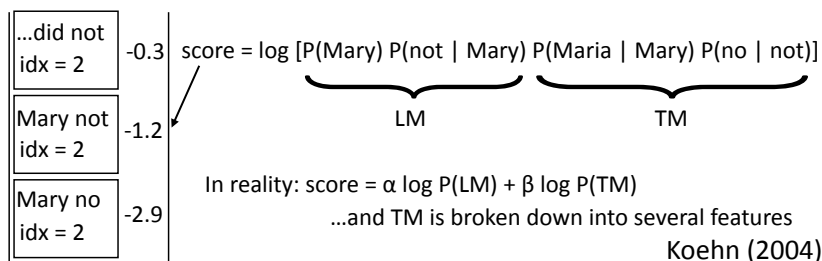 ...did not
idx = 2
-0.3
score = log [P(Mary) P(not | Mary) P(Maria | Mary) P(no | not)]
LM
TM
Mary not
idx = 2
-1.2
In reality: score = α log P(LM) + β log P(TM)
...and TM is broken down into several features
Mary no
idx = 2
-2.9
Koehn (2004)